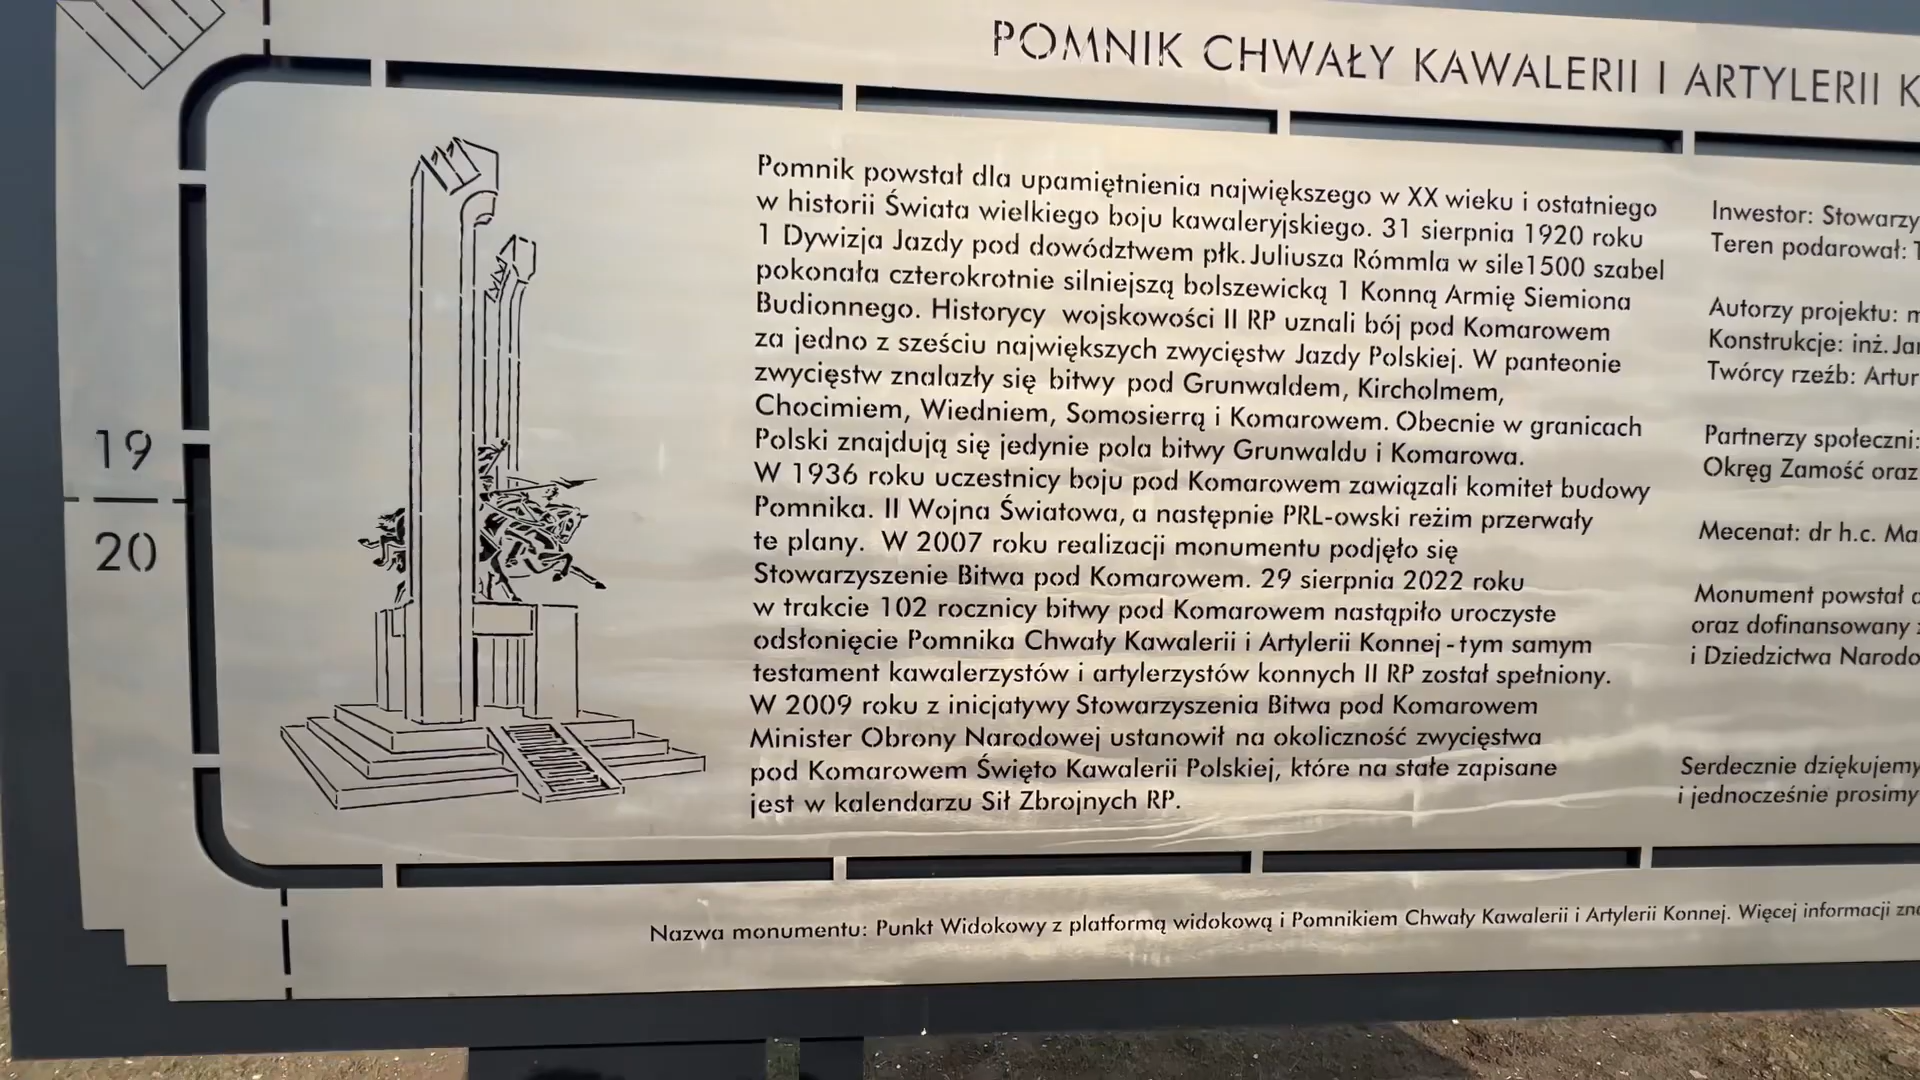 POMNIK CHWAŁY KAWALERII I ARTYLERII
19
20
Pomnik powstał dla upamiętnienia największego w XX wieku i ostatniego
w historii Świata wielkiego boju kawaleryjskiego. 31 sierpnia 1920 roku
1 Dywizja Jazdy pod dowództwem płk. Juliusza Rómmla w sile1500 szabel
pokonała czterokrotnie silniejszą bolszewicką 1 Konną Armię Siemiona
Budionnego. Historycy wojskowości II RP uznali bój pod Komarowem
za jedno z sześciu największych zwycięstw Jazdy Polskiej. W panteonie
zwycięstw znalazły się bitwy pod Grunwaldem, Kircholmem,
Chocimiem, Wiedniem, Somosierrą i Komarowem. Obecnie w granicach
Polski znajdują się jedynie pola bitwy Grunwaldu i Komarowa.
W 1936 roku uczestnicy boju pod Komarowem zawiązali komitet budowy
Pomnika. II Wojna Światowa, a następnie PRL-owski reżim przerwały
te plany. W 2007 roku realizacji monumentu podjęło się
Stowarzyszenie Bitwa pod Komarowem. 29 sierpnia 2022 roku
w trakcie 102 rocznicy bitwy pod Komarowem nastąpiło uroczyste
odsłonięcie Pomnika Chwały Kawalerii i Artylerii Konnej - tym samym
testament kawalerzystów i artylerzystów konnych II RP został spełniony.
W 2009 roku z inicjatywy Stowarzyszenia Bitwa pod Komarowem
Minister Obrony Narodowej ustanowił na okoliczność zwycięstwa
pod Komarowem Święto Kawalerii Polskiej, które na stałe zapisane
jest w kalendarzu Sił Zbrojnych RP.
Inwestor:
Teren podarował:
Autorzy projektu:
Konstrukcje: inż.
Twórcy rzeźb: Artur
Partnerzy społeczni:
Okręg Zamość oraz
Mecenat: dr h.c.
Monument powstał
oraz dofinansowany
i Dziedzictwa
Serdecznie dziękujemy
i jednocześnie prosimy
Nazwa monumentu: Punkt Widokowy z platformą widokową i Pomnikiem Chwały Kawalerii i Artylerii Konnej. Więcej informacji